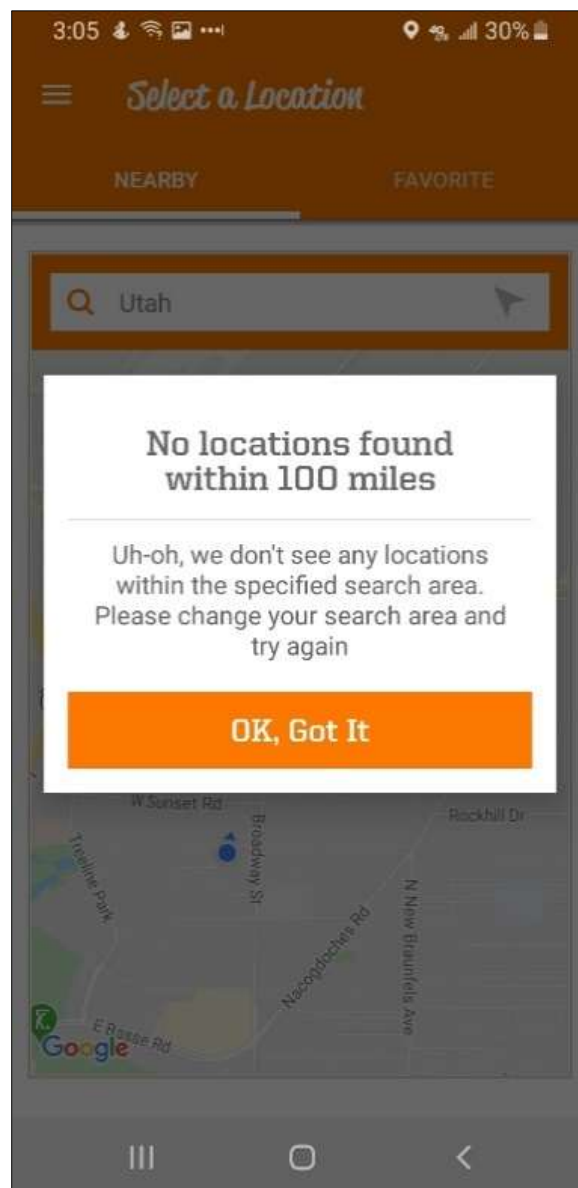 3:05 30%
Select a Location
NEARBY FAVORITE
Utah
No locations found
within 100 miles
Uh-oh, we don't see any locations
within the specified search area.
Please change your search area and
try again
OK, Got It
W Sunset Rd
Rockhill Dr
Broadway St
Treeline Park
N New Braunfels Ave
Nacogdoches Rd
E Basse Rd
Google